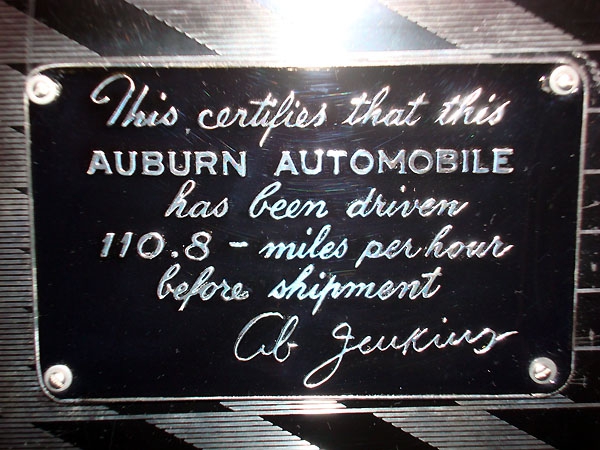 This certifies that this
AUBURN AUTOMOBILE
has been driven
110.8 - miles per hour
before shipment
Ab Jenkins